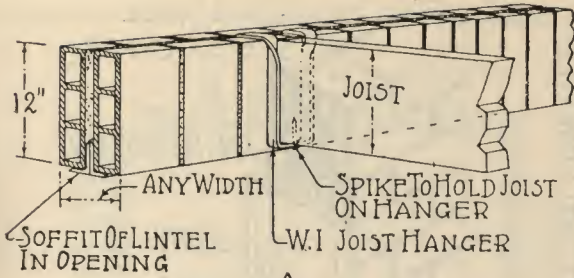 12"
JOIST
ANY WIDTH
SPIKE TO HOLD JOIST
ON HANGER
SOFFIT OF LINTEL
IN OPENING
W.I JOIST HANGER